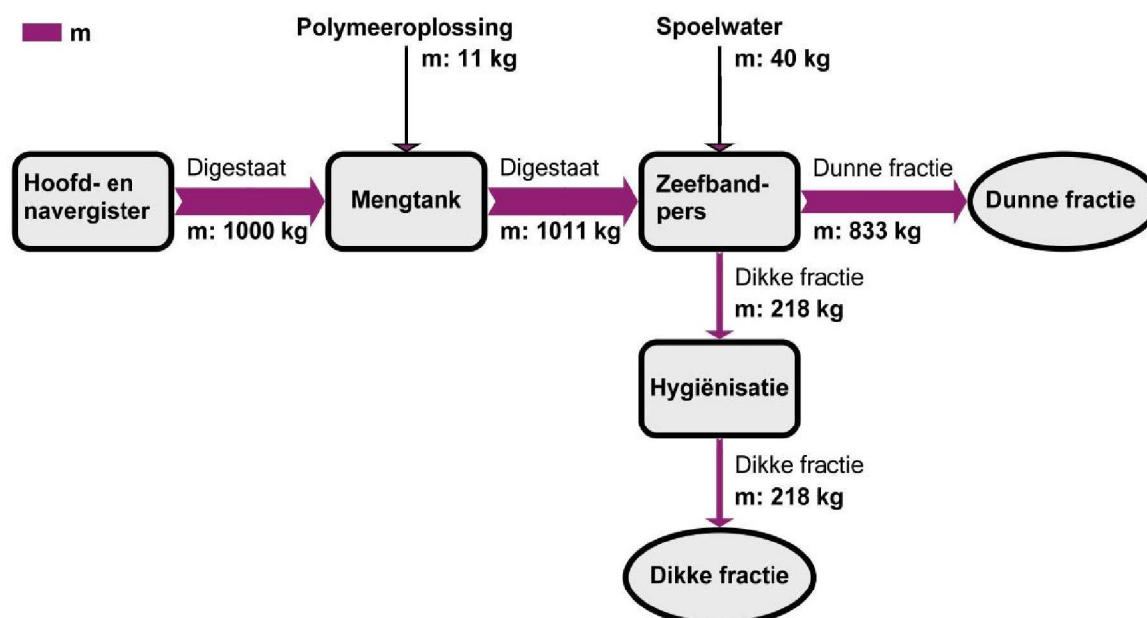 m
Polymeeroplossing
m: 11 kg
Spoelwater
m: 40 kg
Hoofd- en
navergister
Digestaat
m: 1000 kg
Mengtank
Digestaat
m: 1011 kg
Zeefband-
pers
Dunne fractie
m: 833 kg
Dunne fractie
Dikke fractie
m: 218 kg
Hygiënisatie
Dikke fractie
m: 218 kg
Dikke fractie